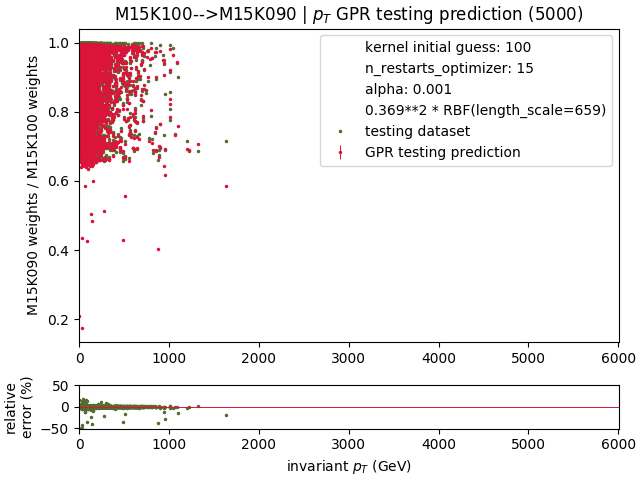 M15K100-->M15K090 | p_T GPR testing prediction (5000)
kernel initial guess: 100
n_restarts_optimizer: 15
alpha: 0.001
0.369**2 * RBF(length_scale=659)
testing dataset
GPR testing prediction
M15K090 weights / M15K100 weights
1.0
0.8
0.6
0.4
0.2
0 1000 2000 3000 4000 5000 6000
relative
error (%)
50
0
−50
0 1000 2000 3000 4000 5000 6000
invariant p_T (GeV)